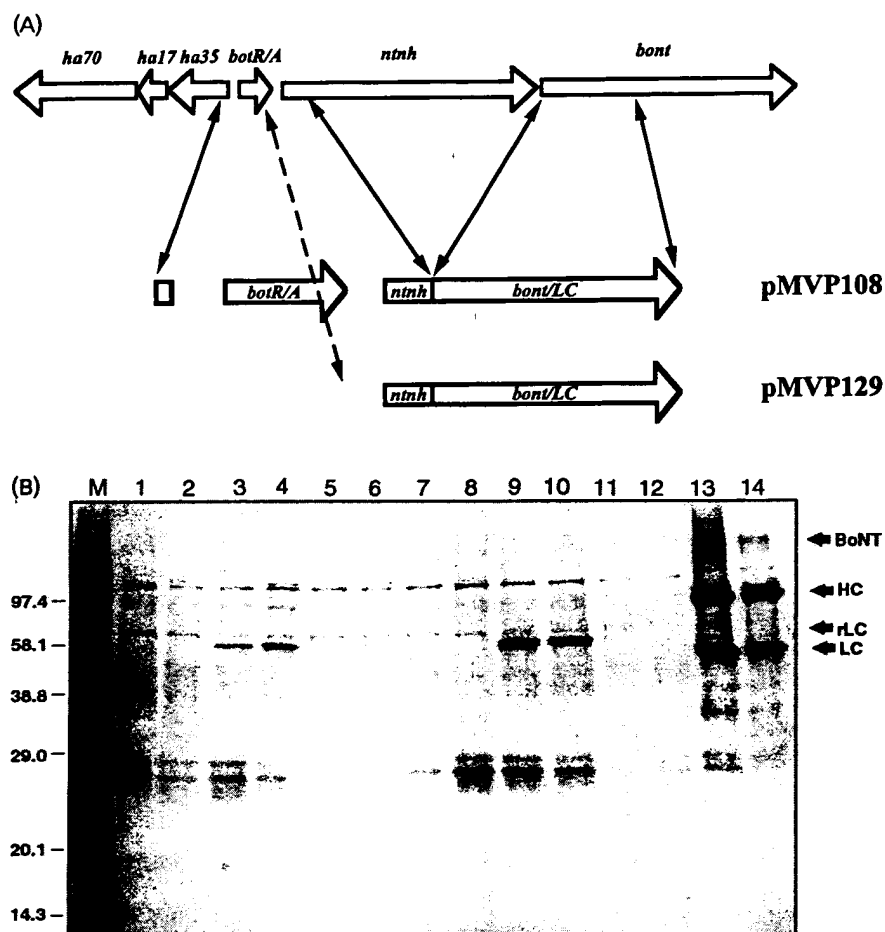 (A)
ha70 ha17 ha35 botR/A ntnh bont
botR/A ntnh bont/LC pMVP108
ntnh bont/LC pMVP129
(B) M 1 2 3 4 5 6 7 8 9 10 11 12 13 14
BoNT
97.4 HC
58.1 rLC
LC
38.8
29.0
20.1
14.3